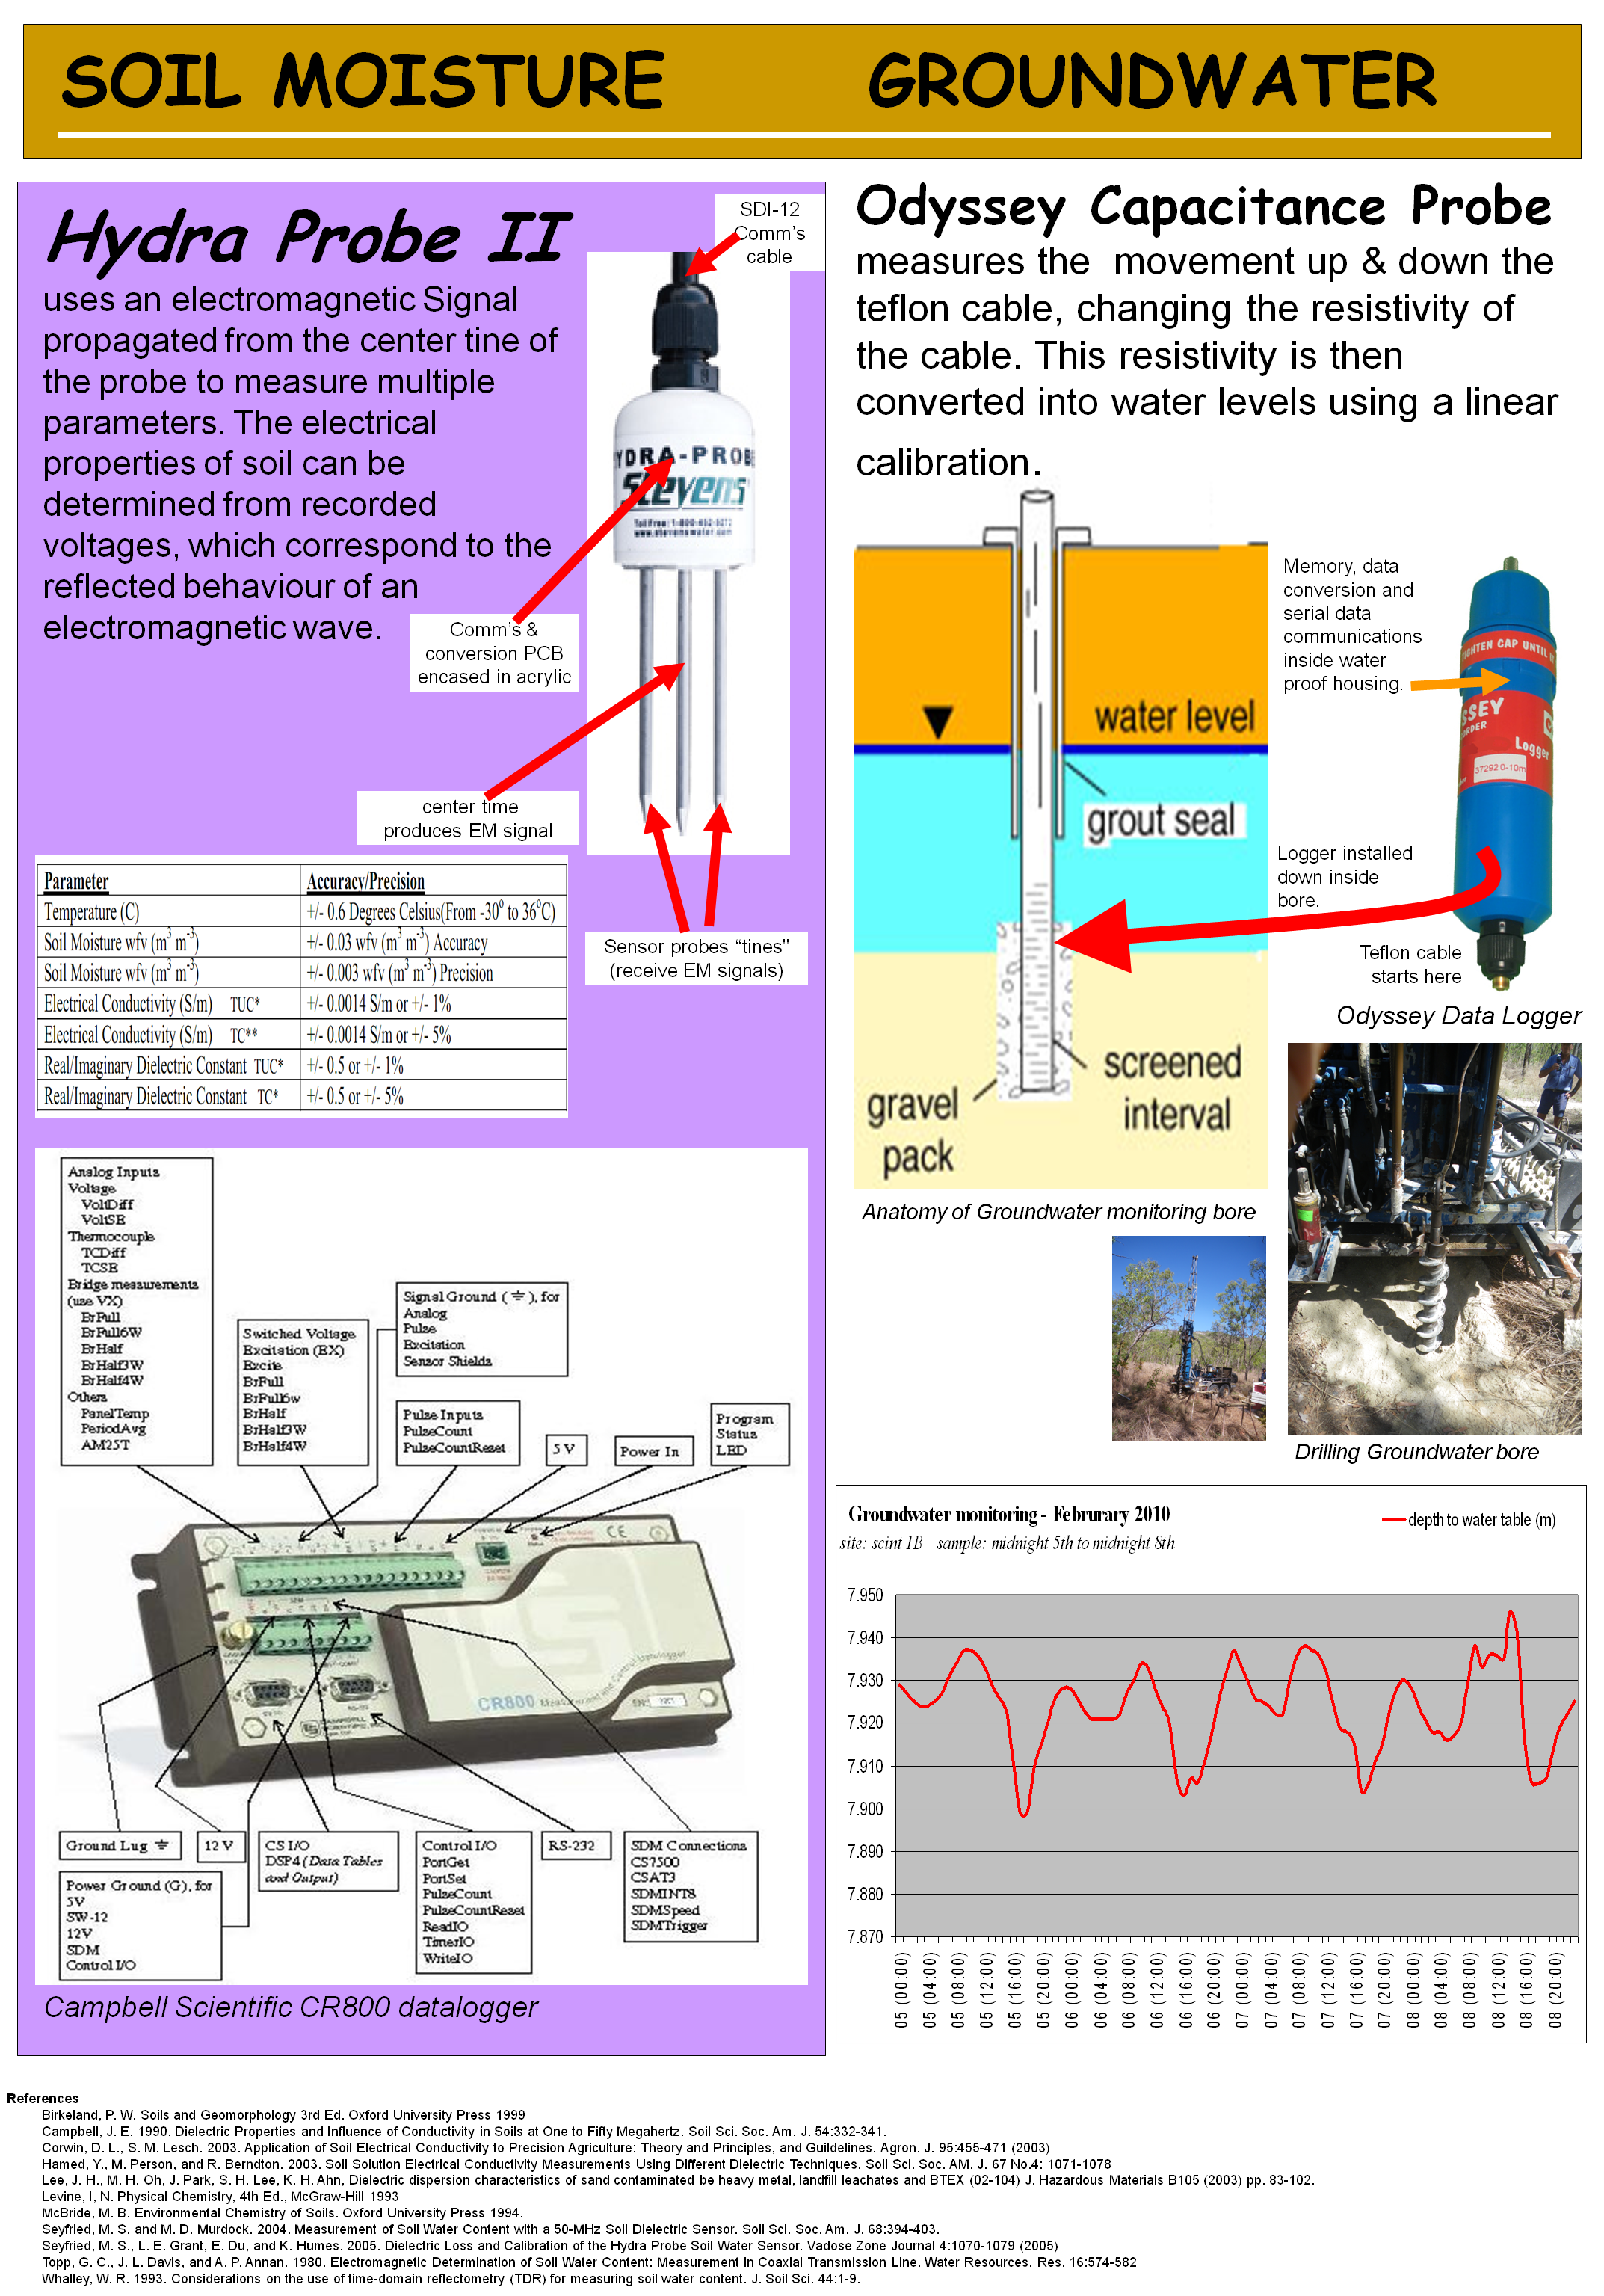 SOIL MOISTURE
GROUNDWATER
Hydra Probe II
uses an electromagnetic Signal
propagated from the center tine of
the probe to measure multiple
parameters. The electrical
properties of soil can be
determined from recorded
voltages, which correspond to the
reflected behaviour of an
electromagnetic wave.
SDI-12
Comm's
cable
YDRA-PROB
Stevens
Toll Free: 1-800-452-5272
www.stevenswater.com
Comm's &
conversion PCB
encased in acrylic
center time
produces EM signal
Sensor probes “tines"
(receive EM signals)
Parameter Accuracy/Precision
Temperature (C) +/- 0.6 Degrees Celsius(From -30⁰ to 36⁰C)
Soil Moisture wfv (m³ m⁻³) +/- 0.03 wfv (m³ m⁻³) Accuracy
Soil Moisture wfv (m³ m⁻³) +/- 0.003 wfv (m³ m⁻³) Precision
Electrical Conductivity (S/m) TUC* +/- 0.0014 S/m or +/- 1%
Electrical Conductivity (S/m) TC** +/- 0.0014 S/m or +/- 5%
Real/Imaginary Dielectric Constant TUC* +/- 0.5 or +/- 1%
Real/Imaginary Dielectric Constant TC* +/- 0.5 or +/- 5%
Analog Inputs
Voltage
VoltDiff
VoltSE
Thermocouple
TCDiff
TCSE
Bridge measurements
(use VX)
BrFull
BrFull6W
BrHalf
BrHalf3W
BrHalf4W
Others
PanelTemp
PeriodAvg
AM25T
Switched Voltage
Excitation (EX)
Excite
BrFull
BrFull6w
BrHalf
BrHalf3W
BrHalf4W
Signal Ground (⏚), for
Analog
Pulse
Excitation
Sensor Shields
Pulse Inputs
PulseCount
PulseCountReset
5 V
Power In
Program
Status
LED
CE
CR800
Ground Lug ⏚
12 V
Power Ground (G), for
5V
SW-12
12V
SDM
Control I/O
CS I/O
DSP4 (Data Tables
and Output)
Control I/O
PortGet
PortSet
PulseCount
PulseCountReset
ReadIO
TimerIO
WriteIO
RS-232
SDM Connections
CS7500
CSAT3
SDMINT8
SDMSpeed
SDMTrigger
Campbell Scientific CR800 datalogger
Odyssey Capacitance Probe
measures the movement up & down the
teflon cable, changing the resistivity of
the cable. This resistivity is then
converted into water levels using a linear
calibration.
water level
grout seal
screened
interval
gravel
pack
Anatomy of Groundwater monitoring bore
Memory, data
conversion and
serial data
communications
inside water
proof housing.
IGHTEN CAP UNTIL
SSEY
RDER
Logger
37292 0-10m
Logger installed
down inside
bore.
Teflon cable
starts here
Odyssey Data Logger
Drilling Groundwater bore
Groundwater monitoring - Februrary 2010
depth to water table (m)
site: scint 1B sample: midnight 5th to midnight 8th
7.950
7.940
7.930
7.920
7.910
7.900
7.890
7.880
7.870
05 (00:00)
05 (04:00)
05 (08:00)
05 (12:00)
05 (16:00)
05 (20:00)
06 (00:00)
06 (04:00)
06 (08:00)
06 (12:00)
06 (16:00)
06 (20:00)
07 (00:00)
07 (04:00)
07 (08:00)
07 (12:00)
07 (16:00)
07 (20:00)
08 (00:00)
08 (04:00)
08 (08:00)
08 (12:00)
08 (16:00)
08 (20:00)
References
Birkeland, P. W. Soils and Geomorphology 3rd Ed. Oxford University Press 1999
Campbell, J. E. 1990. Dielectric Properties and Influence of Conductivity in Soils at One to Fifty Megahertz. Soil Sci. Soc. Am. J. 54:332-341.
Corwin, D. L., S. M. Lesch. 2003. Application of Soil Electrical Conductivity to Precision Agriculture: Theory and Principles, and Guildelines. Agron. J. 95:455-471 (2003)
Hamed, Y., M. Person, and R. Berndton. 2003. Soil Solution Electrical Conductivity Measurements Using Different Dielectric Techniques. Soil Sci. Soc. AM. J. 67 No.4: 1071-1078
Lee, J. H., M. H. Oh, J. Park, S. H. Lee, K. H. Ahn, Dielectric dispersion characteristics of sand contaminated be heavy metal, landfill leachates and BTEX (02-104) J. Hazardous Materials B105 (2003) pp. 83-102.
Levine, I, N. Physical Chemistry, 4th Ed., McGraw-Hill 1993
McBride, M. B. Environmental Chemistry of Soils. Oxford University Press 1994.
Seyfried, M. S. and M. D. Murdock. 2004. Measurement of Soil Water Content with a 50-MHz Soil Dielectric Sensor. Soil Sci. Soc. Am. J. 68:394-403.
Seyfried, M. S., L. E. Grant, E. Du, and K. Humes. 2005. Dielectric Loss and Calibration of the Hydra Probe Soil Water Sensor. Vadose Zone Journal 4:1070-1079 (2005)
Topp, G. C., J. L. Davis, and A. P. Annan. 1980. Electromagnetic Determination of Soil Water Content: Measurement in Coaxial Transmission Line. Water Resources. Res. 16:574-582
Whalley, W. R. 1993. Considerations on the use of time-domain reflectometry (TDR) for measuring soil water content. J. Soil Sci. 44:1-9.